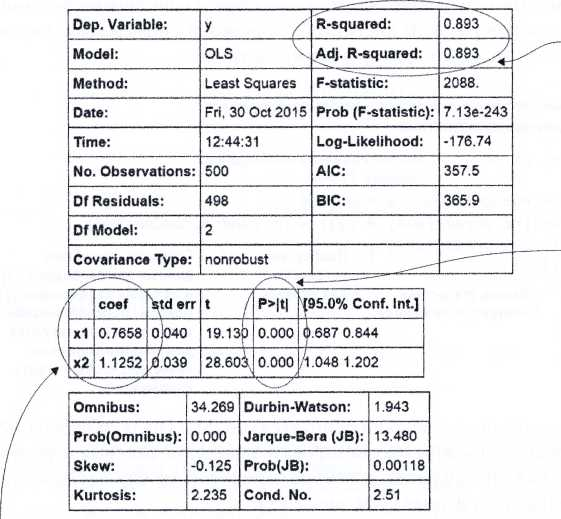 Dep. Variable: y R-squared: 0.893
Model: OLS Adj. R-squared: 0.893
Method: Least Squares F-statistic: 2088.
Date: Fri, 30 Oct 2015 Prob (F-statistic): 7.13e-243
Time: 12:44:31 Log-Likelihood: -176.74
No. Observations: 500 AIC: 357.5
Df Residuals: 498 BIC: 365.9
Df Model: 2
Covariance Type: nonrobust
coef std err t P>|t| [95.0% Conf. Int.]
x1 0.7658 0.040 19.130 0.000 0.687 0.844
x2 1.1252 0.039 28.603 0.000 1.048 1.202
Omnibus: 34.269 Durbin-Watson: 1.943
Prob(Omnibus): 0.000 Jarque-Bera (JB): 13.480
Skew: -0.125 Prob(JB): 0.00118
Kurtosis: 2.235 Cond. No. 2.51